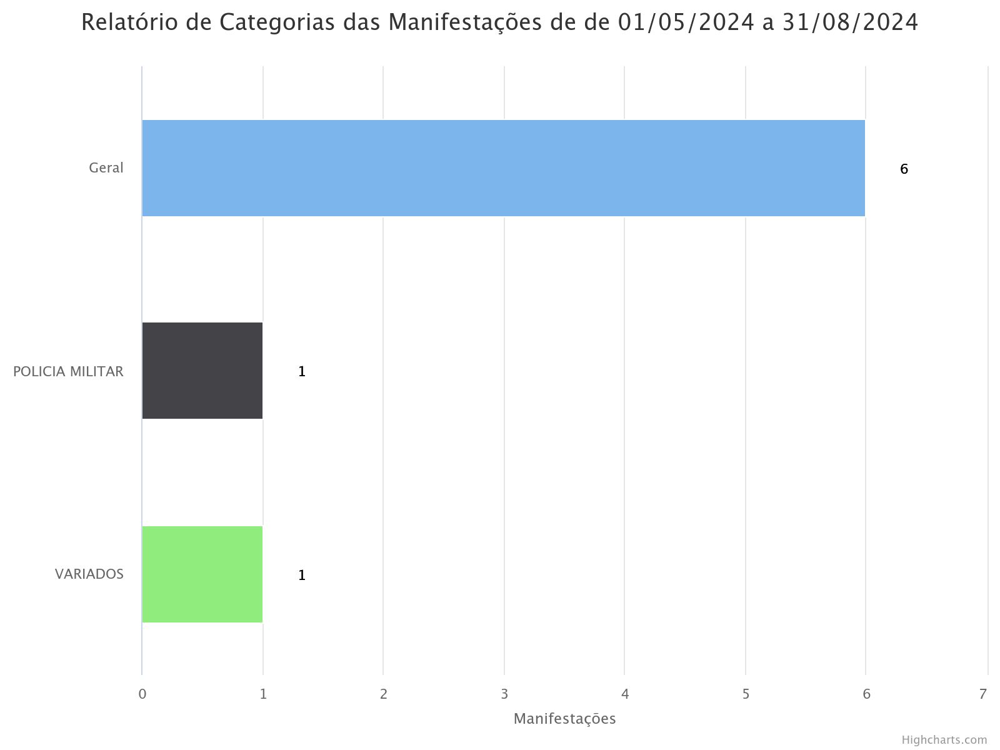 Relatório de Categorias das Manifestações de de 01/05/2024 a 31/08/2024
Geral
6
POLICIA MILITAR
1
VARIADOS
1
0 1 2 3 4 5 6 7
Manifestações
Highcharts.com